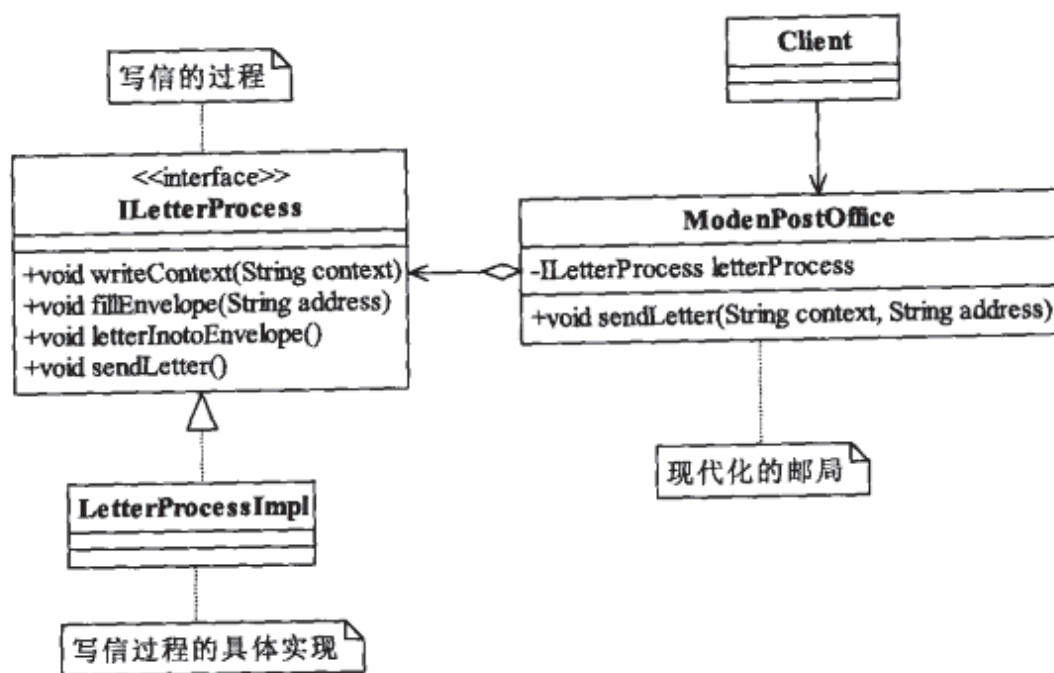 写信的过程
<<interface>>
ILetterProcess
+void writeContext(String context)
+void fillEnvelope(String address)
+void letterInotoEnvelope()
+void sendLetter()
LetterProcessImpl
写信过程的具体实现
Client
ModenPostOffice
-ILetterProcess letterProcess
+void sendLetter(String context, String address)
现代化的邮局